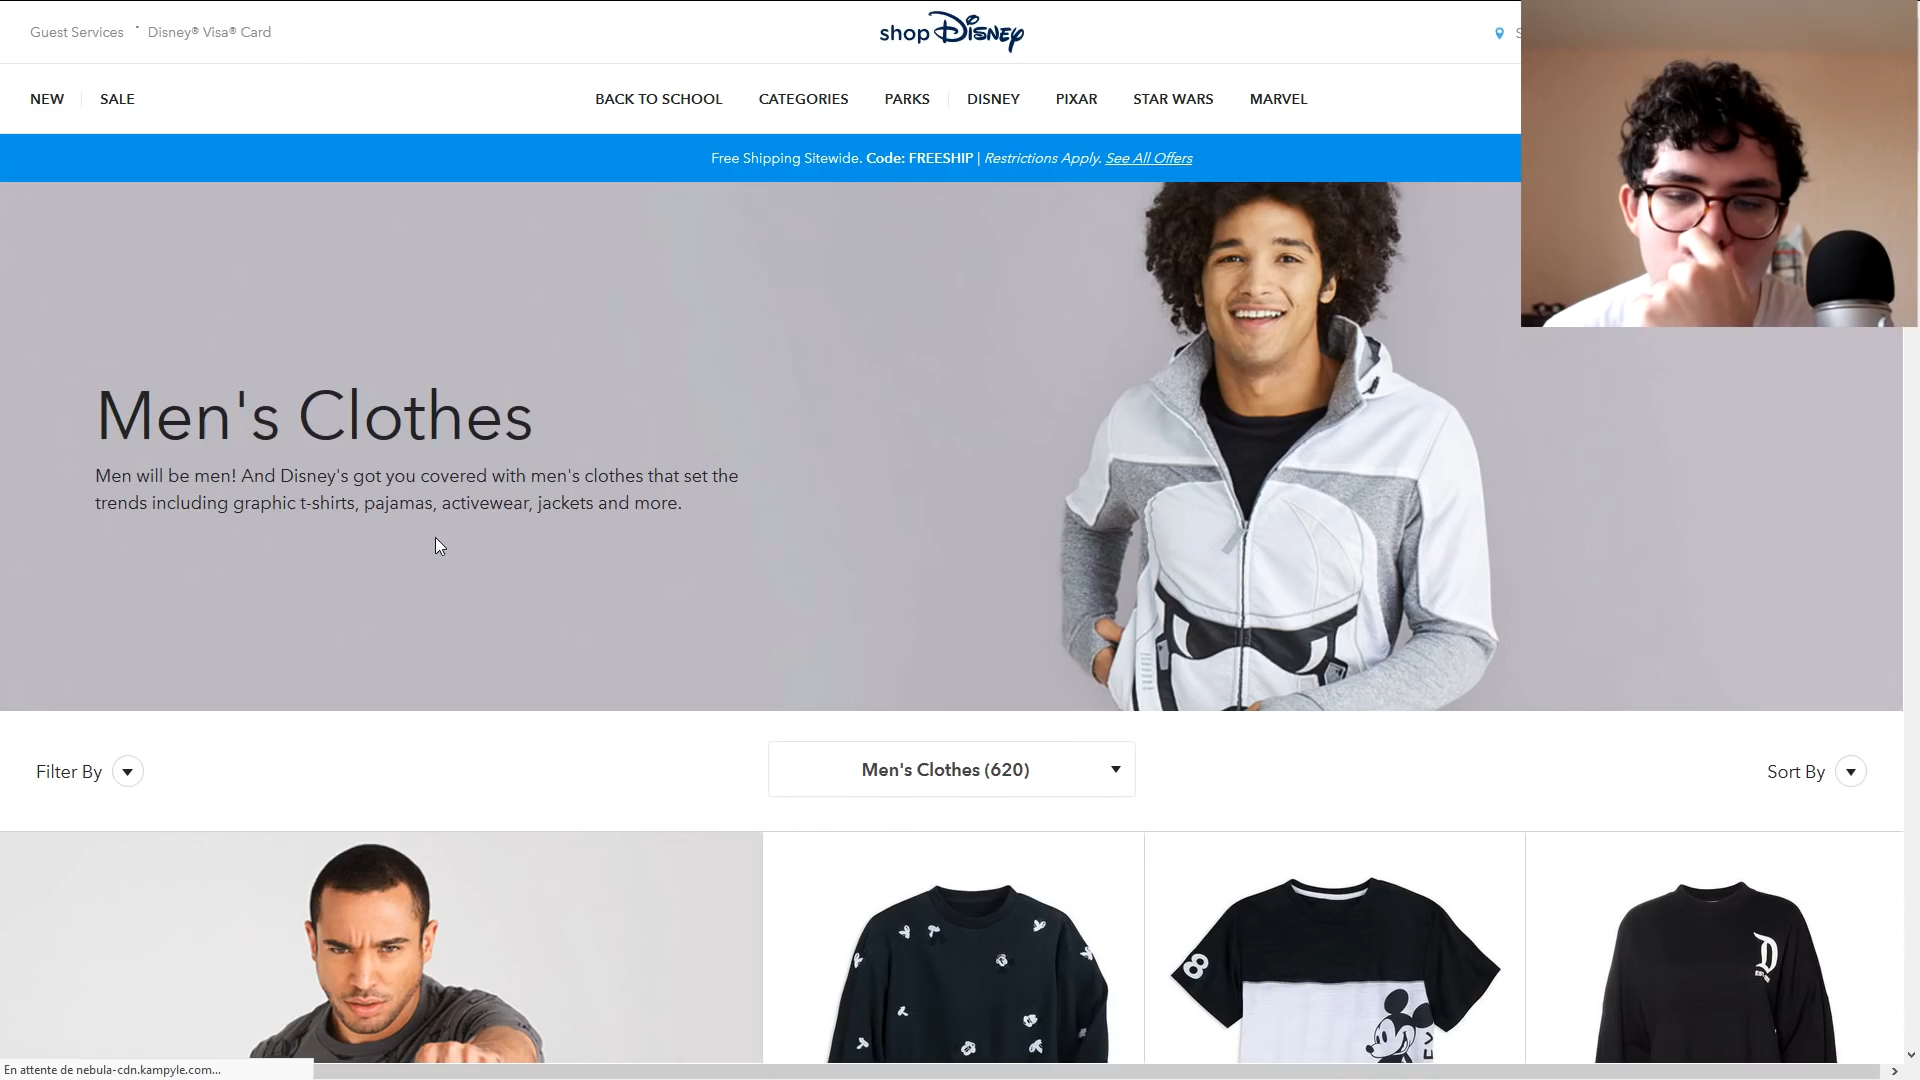 Guest Services • Disney® Visa® Card
shop Disney
NEW SALE BACK TO SCHOOL CATEGORIES PARKS DISNEY PIXAR STAR WARS MARVEL
Free Shipping Sitewide. Code: FREESHIP | Restrictions Apply. See All Offers
Men's Clothes
Men will be men! And Disney's got you covered with men's clothes that set the
trends including graphic t-shirts, pajamas, activewear, jackets and more.
Filter By
Men's Clothes (620)
Sort By
8
D
En attente de nebula-cdn.kampyle.com...